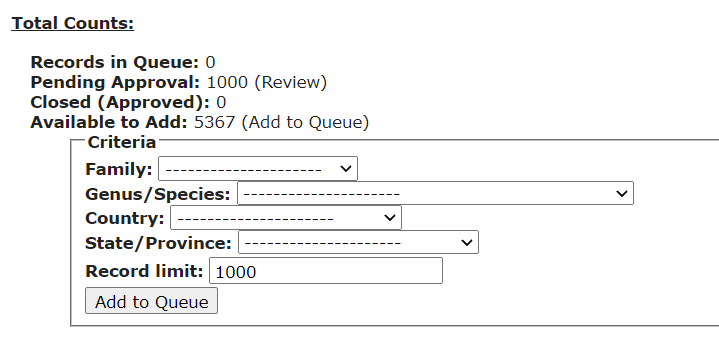 Total Counts:
Records in Queue: 0
Pending Approval: 1000 (Review)
Closed (Approved): 0
Available to Add: 5367 (Add to Queue)
Criteria
Family: ---------------------
Genus/Species: ---------------------
Country: ---------------------
State/Province: ---------------------
Record limit: 1000
Add to Queue